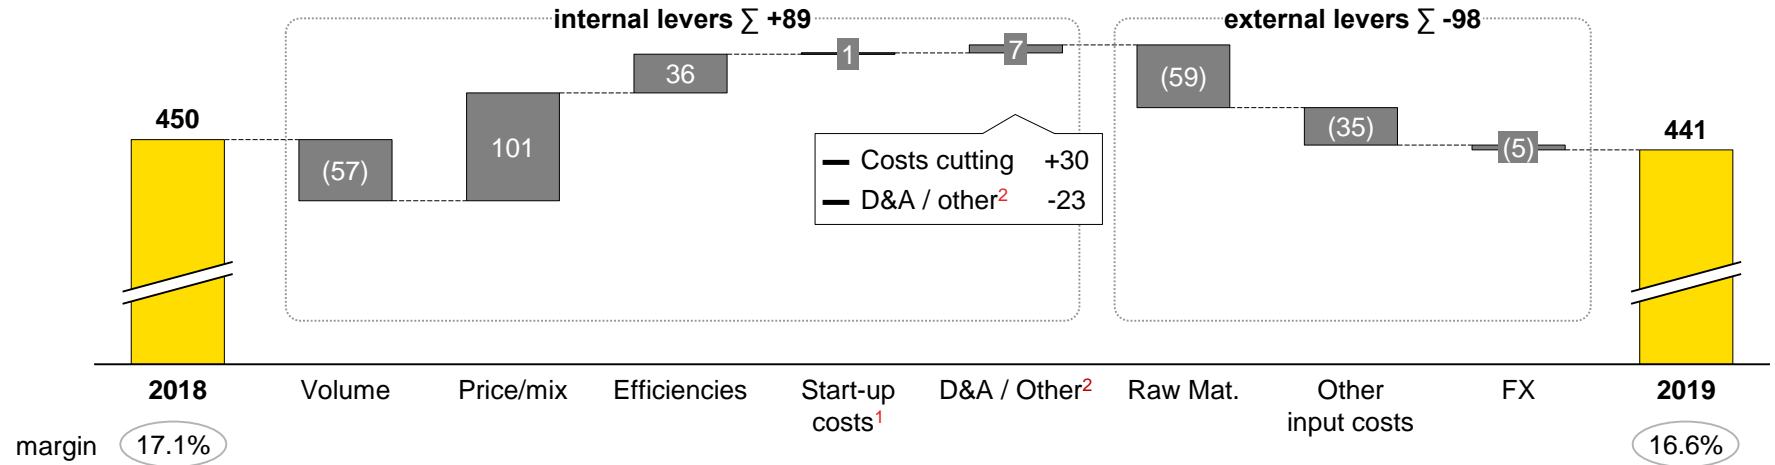 internal levers ∑ +89
external levers ∑ -98
450
(57)
101
36
1
7
(59)
(35)
(5)
441
Costs cutting +30
D&A / other2 -23
2018
Volume
Price/mix
Efficiencies
Start-up
costs1
D&A / Other2
Raw Mat.
Other
input costs
FX
2019
margin
17.1%
16.6%